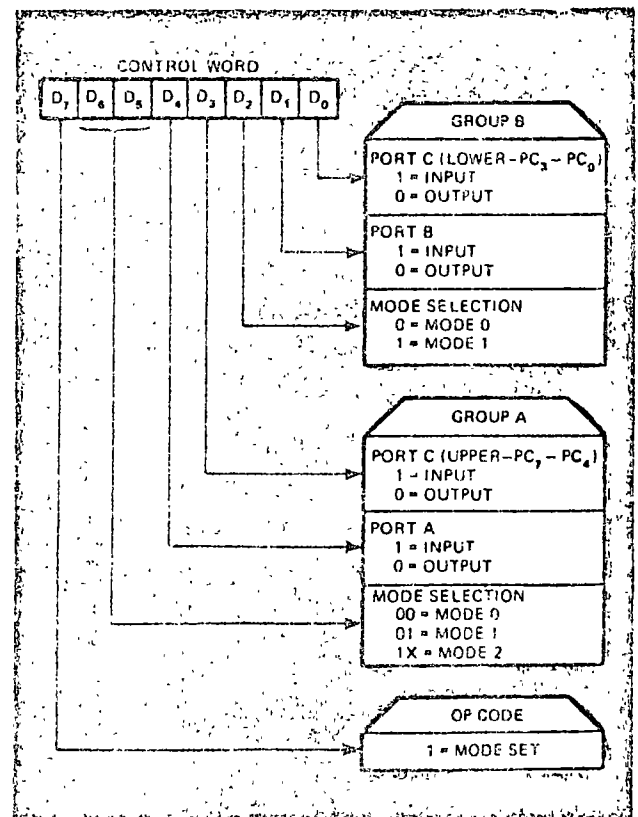 CONTROL WORD
D₇ D₆ D₅ D₄ D₃ D₂ D₁ D₀
GROUP B
PORT C (LOWER-PC₃ - PC₀)
1 = INPUT
0 = OUTPUT
PORT B
1 = INPUT
0 = OUTPUT
MODE SELECTION
0 = MODE 0
1 = MODE 1
GROUP A
PORT C (UPPER-PC₇ - PC₄)
1 - INPUT
0 = OUTPUT
PORT A
1 = INPUT
0 = OUTPUT
MODE SELECTION
00 = MODE 0
01 = MODE 1
1X = MODE 2
OP CODE
1 = MODE SET